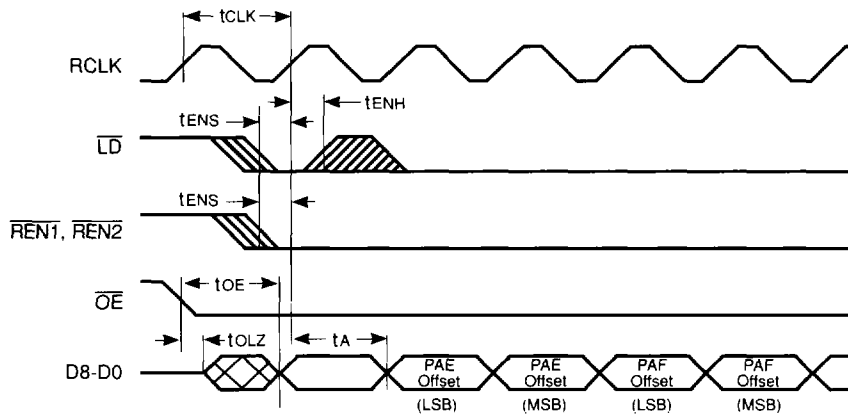 tCLK
RCLK
tENH
tENS
LD
tENS
REN1, REN2
tOE
OE
tOLZ
tA
D8-D0
PAE Offset
PAE Offset
PAF Offset
PAF Offset
(LSB)
(MSB)
(LSB)
(MSB)